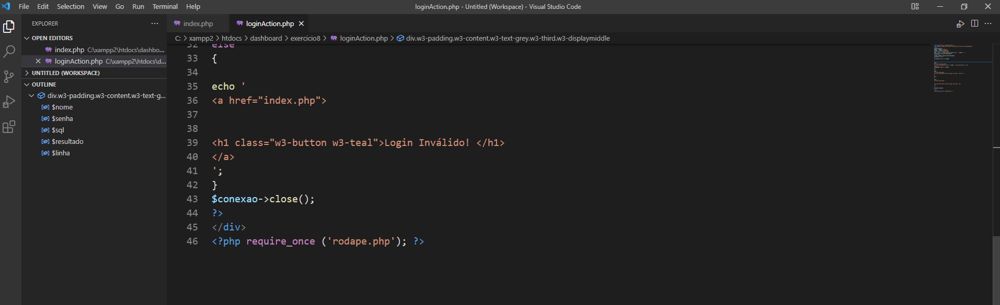 File Edit Selection View Go Run Terminal Help
loginAction.php - Untitled (Workspace) - Visual Studio Code
EXPLORER
OPEN EDITORS
index.php C:\xampp2\htdocs\dashbo...
loginAction.php C:\xampp2\htdocs\d...
UNTITLED (WORKSPACE)
OUTLINE
div.w3-padding.w3-content.w3-text-g...
$nome
$senha
$sql
$resultado
$linha
index.php loginAction.php
C: > xampp2 > htdocs > dashboard > exercicio8 > loginAction.php > div.w3-padding.w3-content.w3-text-grey.w3-third.w3-displaymiddle
32 else
33 {
34
35 echo '
36 <a href="index.php">
37
38
39 <h1 class="w3-button w3-teal">Login Inválido! </h1>
40 </a>
41 ';
42 }
43 $conexao->close();
44 ?>
45 </div>
46 <?php require_once ('rodape.php'); ?>